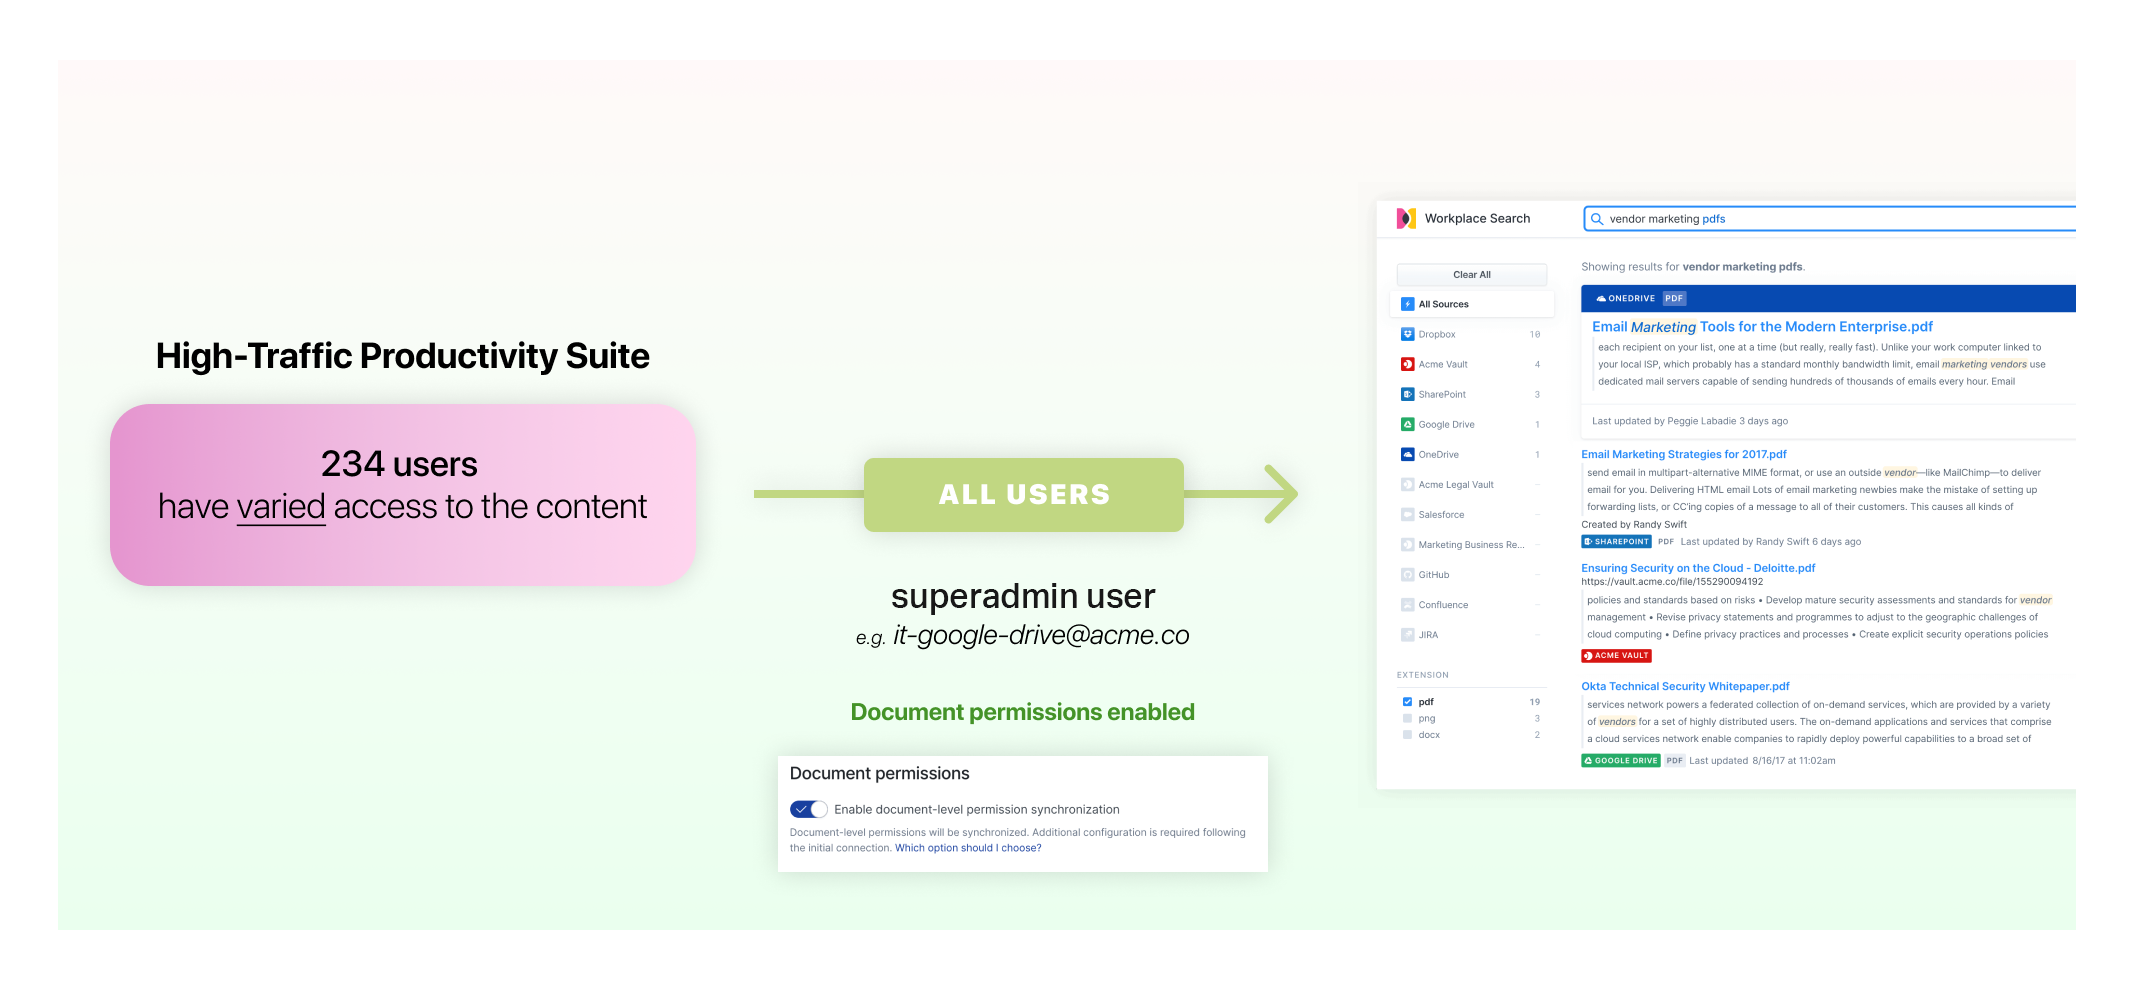 High-Traffic Productivity Suite
234 users
have varied access to the content
ALL USERS
superadmin user
e.g. it-google-drive@acme.co
Document permissions enabled
Document permissions
Enable document-level permission synchronization
Document-level permissions will be synchronized. Additional configuration is required following
the initial connection. Which option should I choose?
Workplace Search
vendor marketing pdfs
Clear All
All Sources
Dropbox 10
Acme Vault 4
SharePoint 3
Google Drive 1
OneDrive 1
Acme Legal Vault –
Salesforce –
Marketing Business Re... –
GitHub –
Confluence –
JIRA –
EXTENSION
pdf 19
png 3
docx 2
Showing results for vendor marketing pdfs.
ONEDRIVE PDF
Email Marketing Tools for the Modern Enterprise.pdf
each recipient on your list, one at a time (but really, really fast). Unlike your work computer linked to
your local ISP, which probably has a standard monthly bandwidth limit, email marketing vendors use
dedicated mail servers capable of sending hundreds of thousands of emails every hour. Email
Last updated by Peggie Labadie 3 days ago
Email Marketing Strategies for 2017.pdf
send email in multipart-alternative MIME format, or use an outside vendor—like MailChimp—to deliver
email for you. Delivering HTML email Lots of email marketing newbies make the mistake of setting up
forwarding lists, or CC'ing copies of a message to all of their customers. This causes all kinds of
Created by Randy Swift
SHAREPOINT PDF Last updated by Randy Swift 6 days ago
Ensuring Security on the Cloud - Deloitte.pdf
https://vault.acme.co/file/155290094192
policies and standards based on risks • Develop mature security assessments and standards for vendor
management • Revise privacy statements and programmes to adjust to the geographic challenges of
cloud computing • Define privacy practices and processes • Create explicit security operations policies
ACME VAULT
Okta Technical Security Whitepaper.pdf
services network powers a federated collection of on-demand services, which are provided by a variety
of vendors for a set of highly distributed users. The on-demand applications and services that comprise
a cloud services network enable companies to rapidly deploy powerful capabilities to a broad set of
GOOGLE DRIVE PDF Last updated 8/16/17 at 11:02am